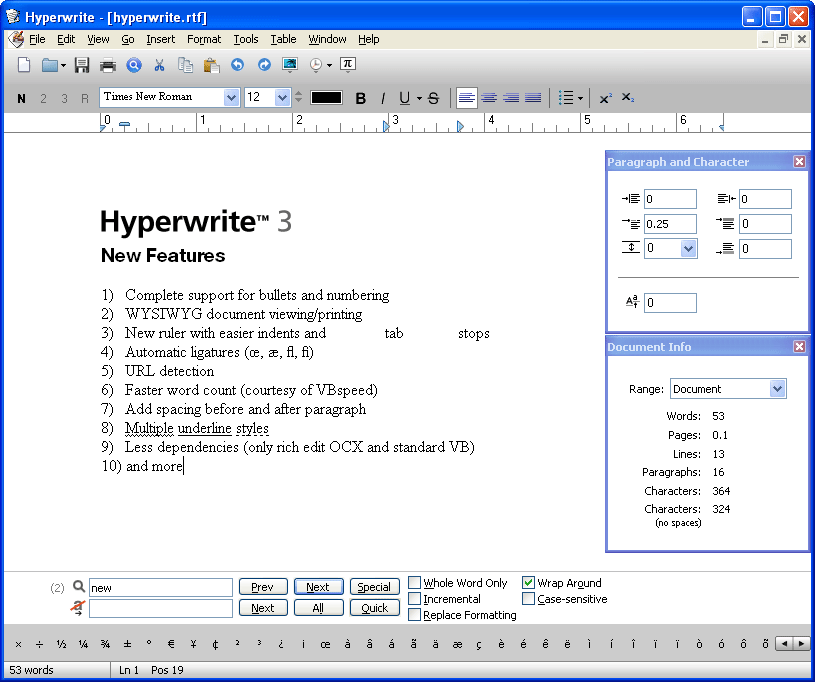 Hyperwrite - [hyperwrite.rtf]
File Edit View Go Insert Format Tools Table Window Help
π
N 2 3 R Times New Roman 12 B I U S x² x₂
0 1 2 3 4 5 6
Paragraph and Character
0 0
0.25 0
0 0
0
Hyperwrite™ 3
New Features
1) Complete support for bullets and numbering
2) WYSIWYG document viewing/printing
3) New ruler with easier indents and tab stops
4) Automatic ligatures (œ, æ, fl, fi)
5) URL detection
6) Faster word count (courtesy of VBspeed)
7) Add spacing before and after paragraph
8) Multiple underline styles
9) Less dependencies (only rich edit OCX and standard VB)
10) and more
Document Info
Range: Document
Words: 53
Pages: 0.1
Lines: 13
Paragraphs: 16
Characters: 364
Characters: 324
(no spaces)
(2) new Prev Next Special
Next All Quick
Whole Word Only Wrap Around
Incremental Case-sensitive
Replace Formatting
× ÷ ½ ¼ ¾ ± ° € ¥ ¢ ² ³ ¿ ¡ œ à â á ã ä æ ç è é ê ë ì í î ï ò ó ô õ
53 words Ln 1 Pos 19